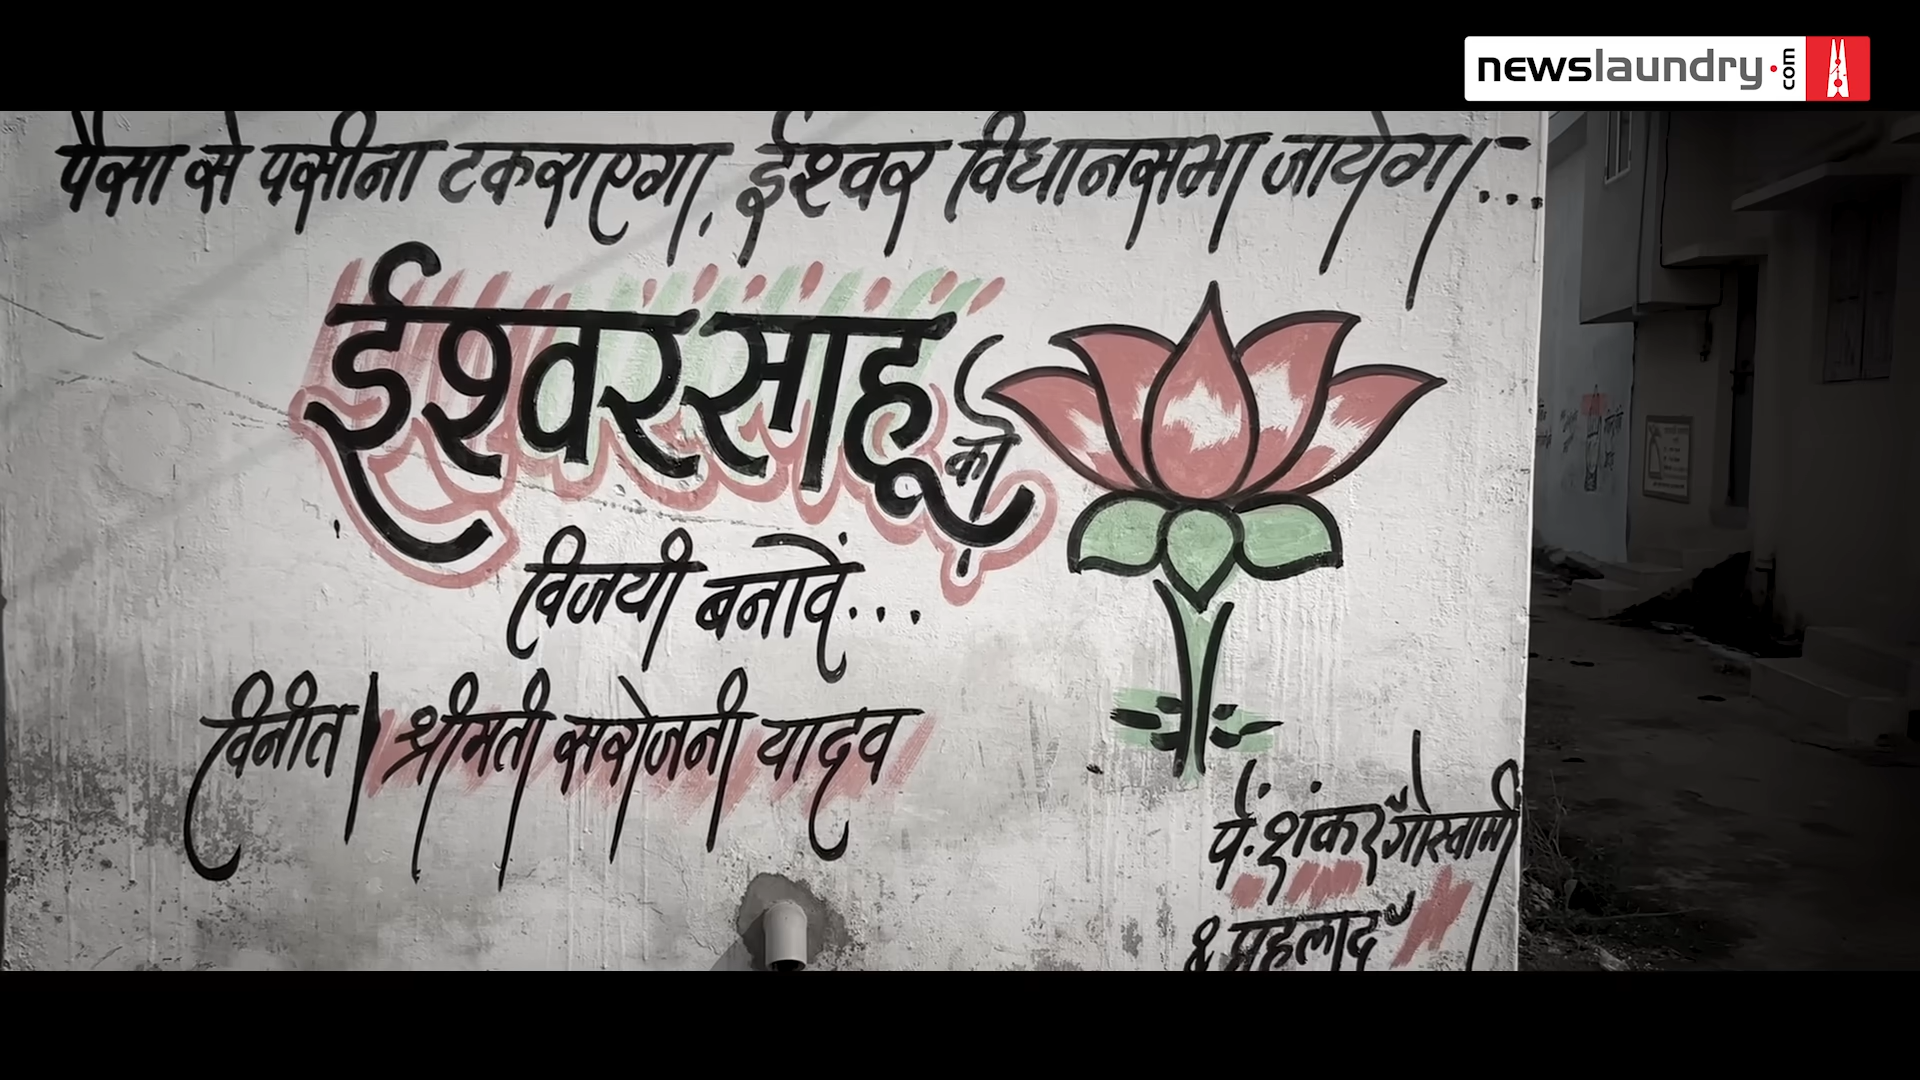 newslaundry.com
पैसा से पसीना टकराएगा, ईश्वर विधानसभा जायेगा...
ईश्वर साहू को
विजयी बनावें...
विनीत। श्रीमती सरोजनी यादव
पं. शंकर गोस्वामी
& प्रहलाद